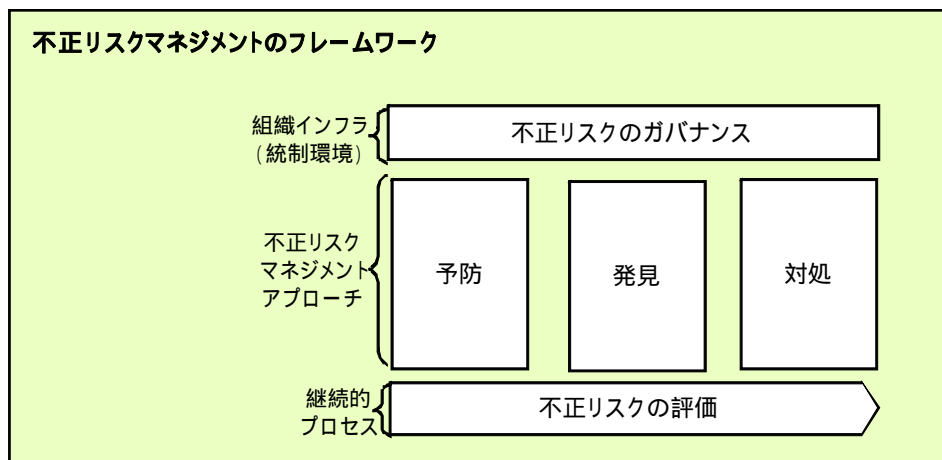 不正リスクマネジメントのフレームワーク
組織インフラ
(統制環境)
不正リスクのガバナンス
不正リスク
マネジメント
アプローチ
予防
発見
対処
継続的
プロセス
不正リスクの評価